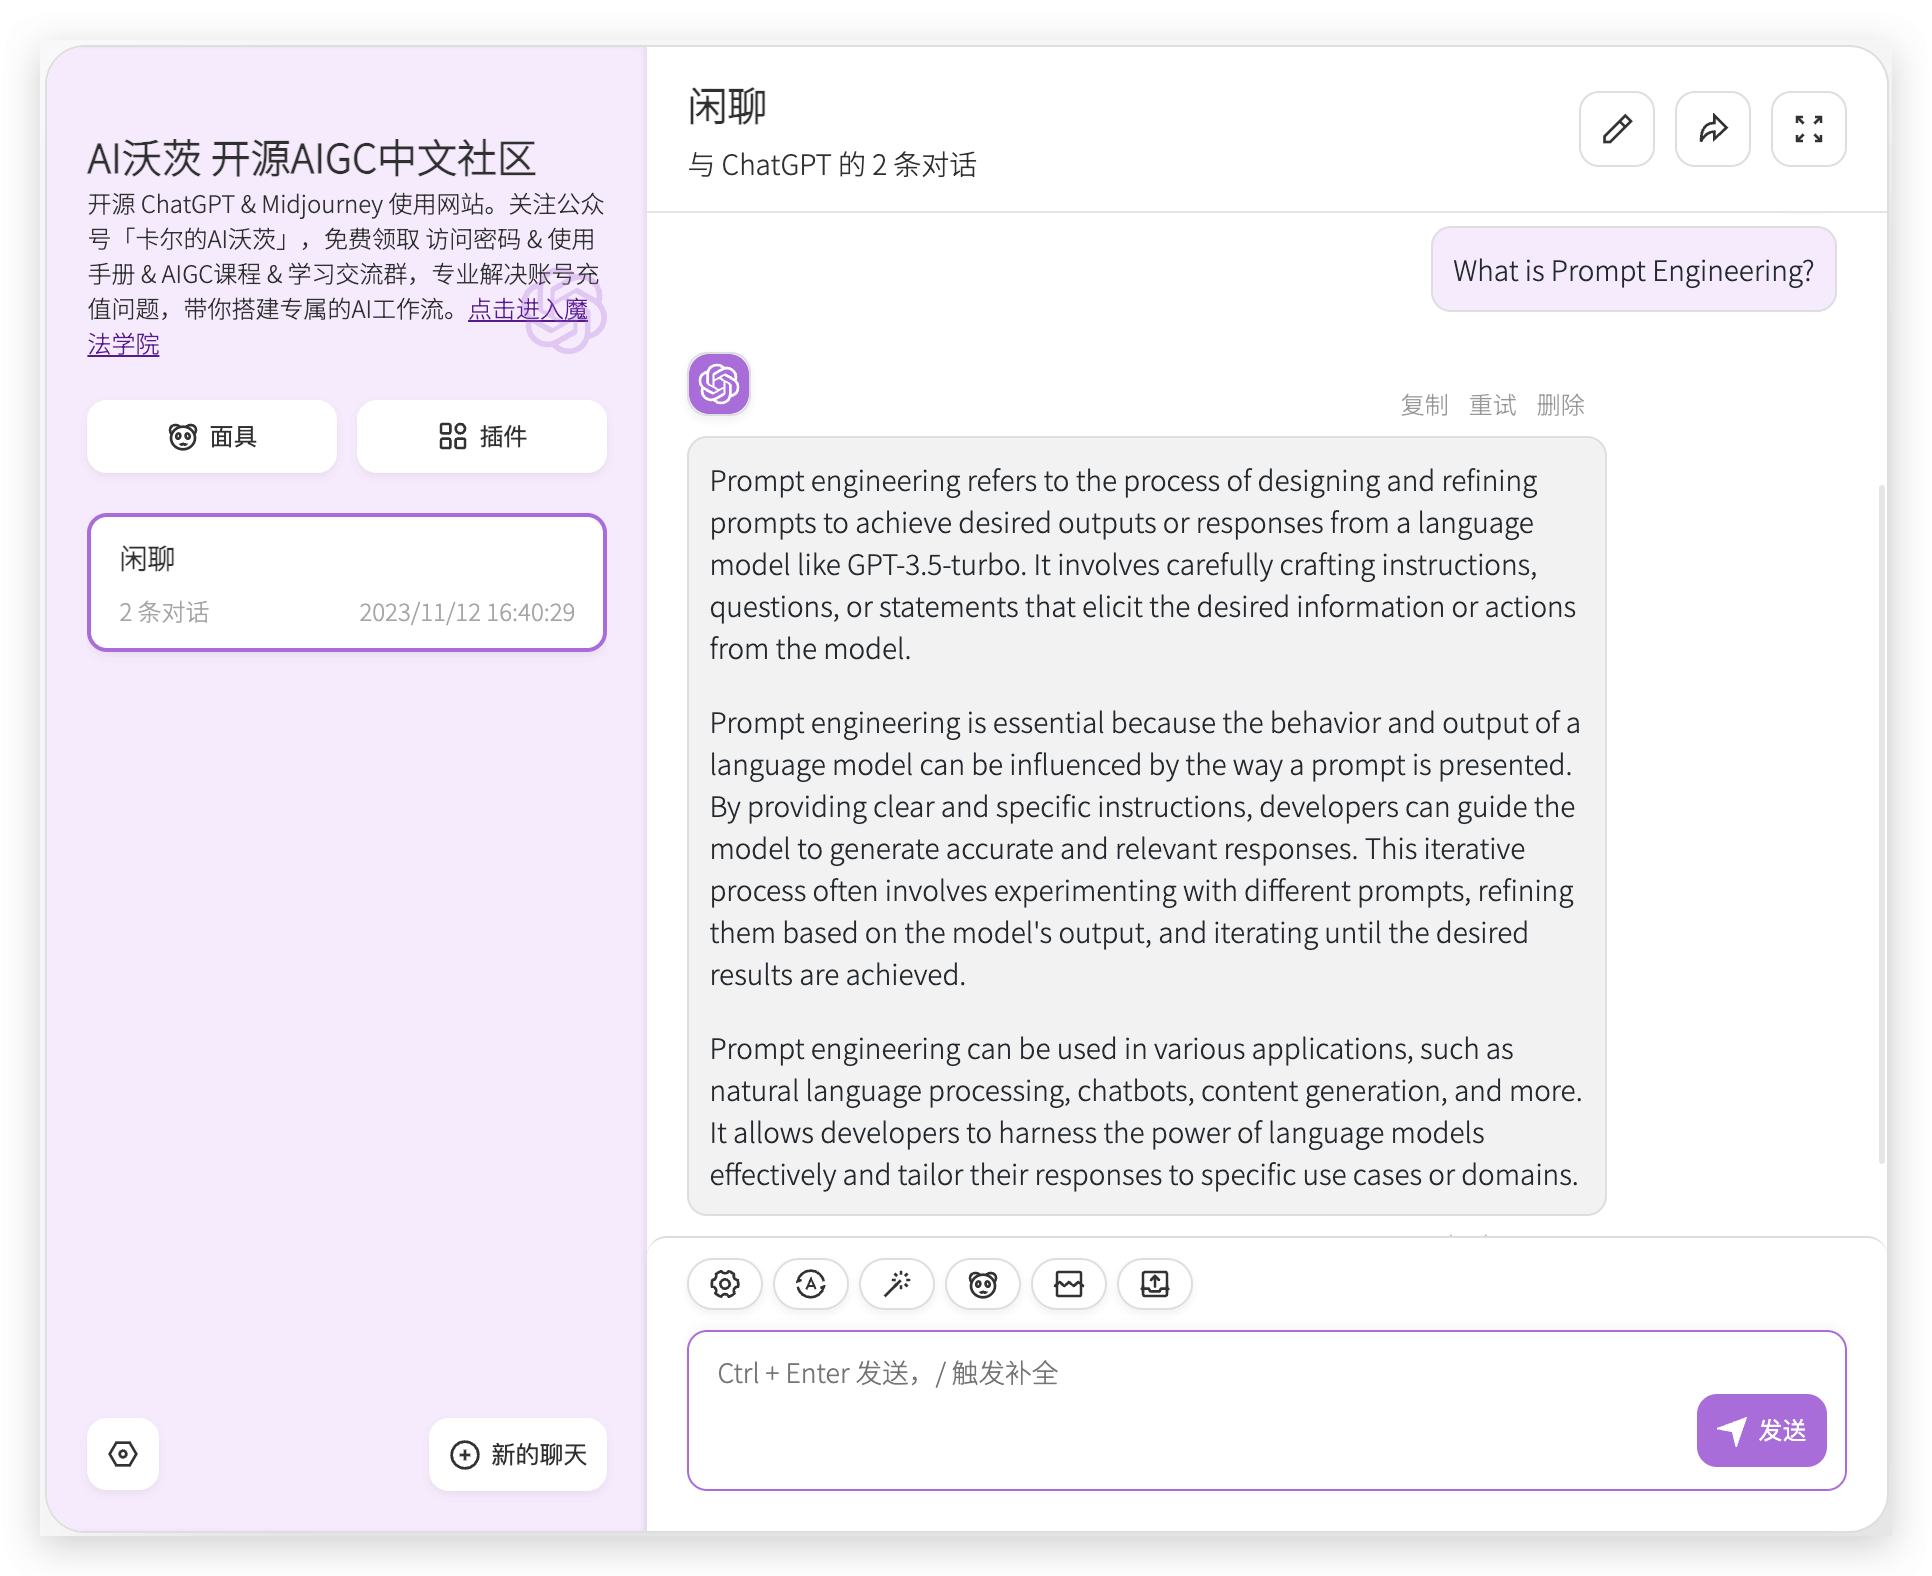 AI沃茨 开源AIGC中文社区
开源 ChatGPT & Midjourney 使用网站。关注公众
号「卡尔的AI沃茨」，免费领取 访问密码 & 使用
手册 & AIGC课程 & 学习交流群，专业解决账号充
值问题，带你搭建专属的AI工作流。点击进入魔
法学院
面具
插件
闲聊
2 条对话
2023/11/12 16:40:29
新的聊天
闲聊
与 ChatGPT 的 2 条对话
What is Prompt Engineering?
复制 重试 删除
Prompt engineering refers to the process of designing and refining
prompts to achieve desired outputs or responses from a language
model like GPT-3.5-turbo. It involves carefully crafting instructions,
questions, or statements that elicit the desired information or actions
from the model.
Prompt engineering is essential because the behavior and output of a
language model can be influenced by the way a prompt is presented.
By providing clear and specific instructions, developers can guide the
model to generate accurate and relevant responses. This iterative
process often involves experimenting with different prompts, refining
them based on the model's output, and iterating until the desired
results are achieved.
Prompt engineering can be used in various applications, such as
natural language processing, chatbots, content generation, and more.
It allows developers to harness the power of language models
effectively and tailor their responses to specific use cases or domains.
A
Ctrl + Enter 发送，/ 触发补全
发送